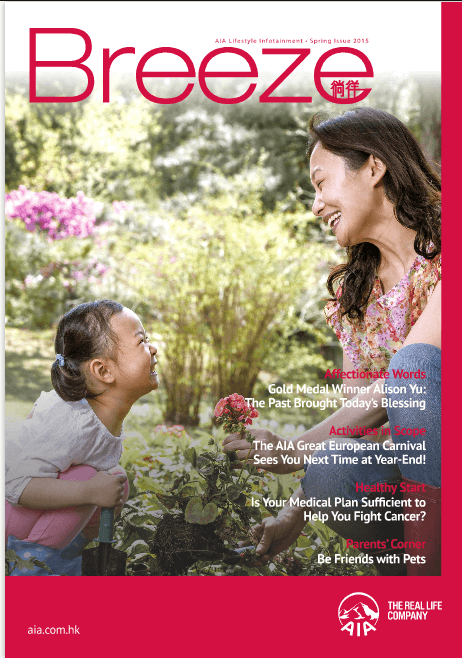 AIA Lifestyle Infotainment • Spring Issue 2015
Breeze
徜徉
Affectionate Words
Gold Medal Winner Alison Yu:
The Past Brought Today's Blessing
Activities in Scope
The AIA Great European Carnival
Sees You Next Time at Year-End!
Healthy Start
Is Your Medical Plan Sufficient to
Help You Fight Cancer?
Parents' Corner
Be Friends with Pets
aia.com.hk
AIA
THE REAL LIFE
COMPANY